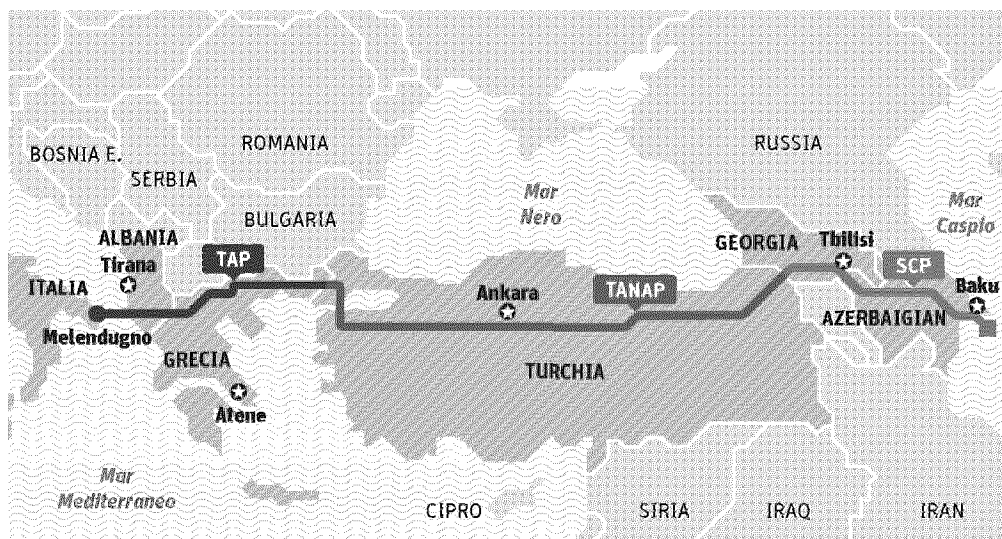 ROMANIA
RUSSIA
BOSNIA E.
SERBIA
Mar
Nero
Mar
Caspio
BULGARIA
ALBANIA
Tirana
TAP
GEORGIA
Tbilisi
SCP
ITALIA
Ankara
TANAP
Baku
Melendugno
AZERBAIGIAN
GRECIA
TURCHIA
Atene
Mar
Mediterraneo
CIPRO
SIRIA
IRAQ
IRAN